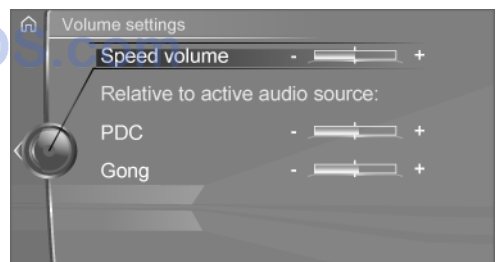 Volume settings
Speed volume - +
Relative to active audio source:
PDC - +
Gong - +